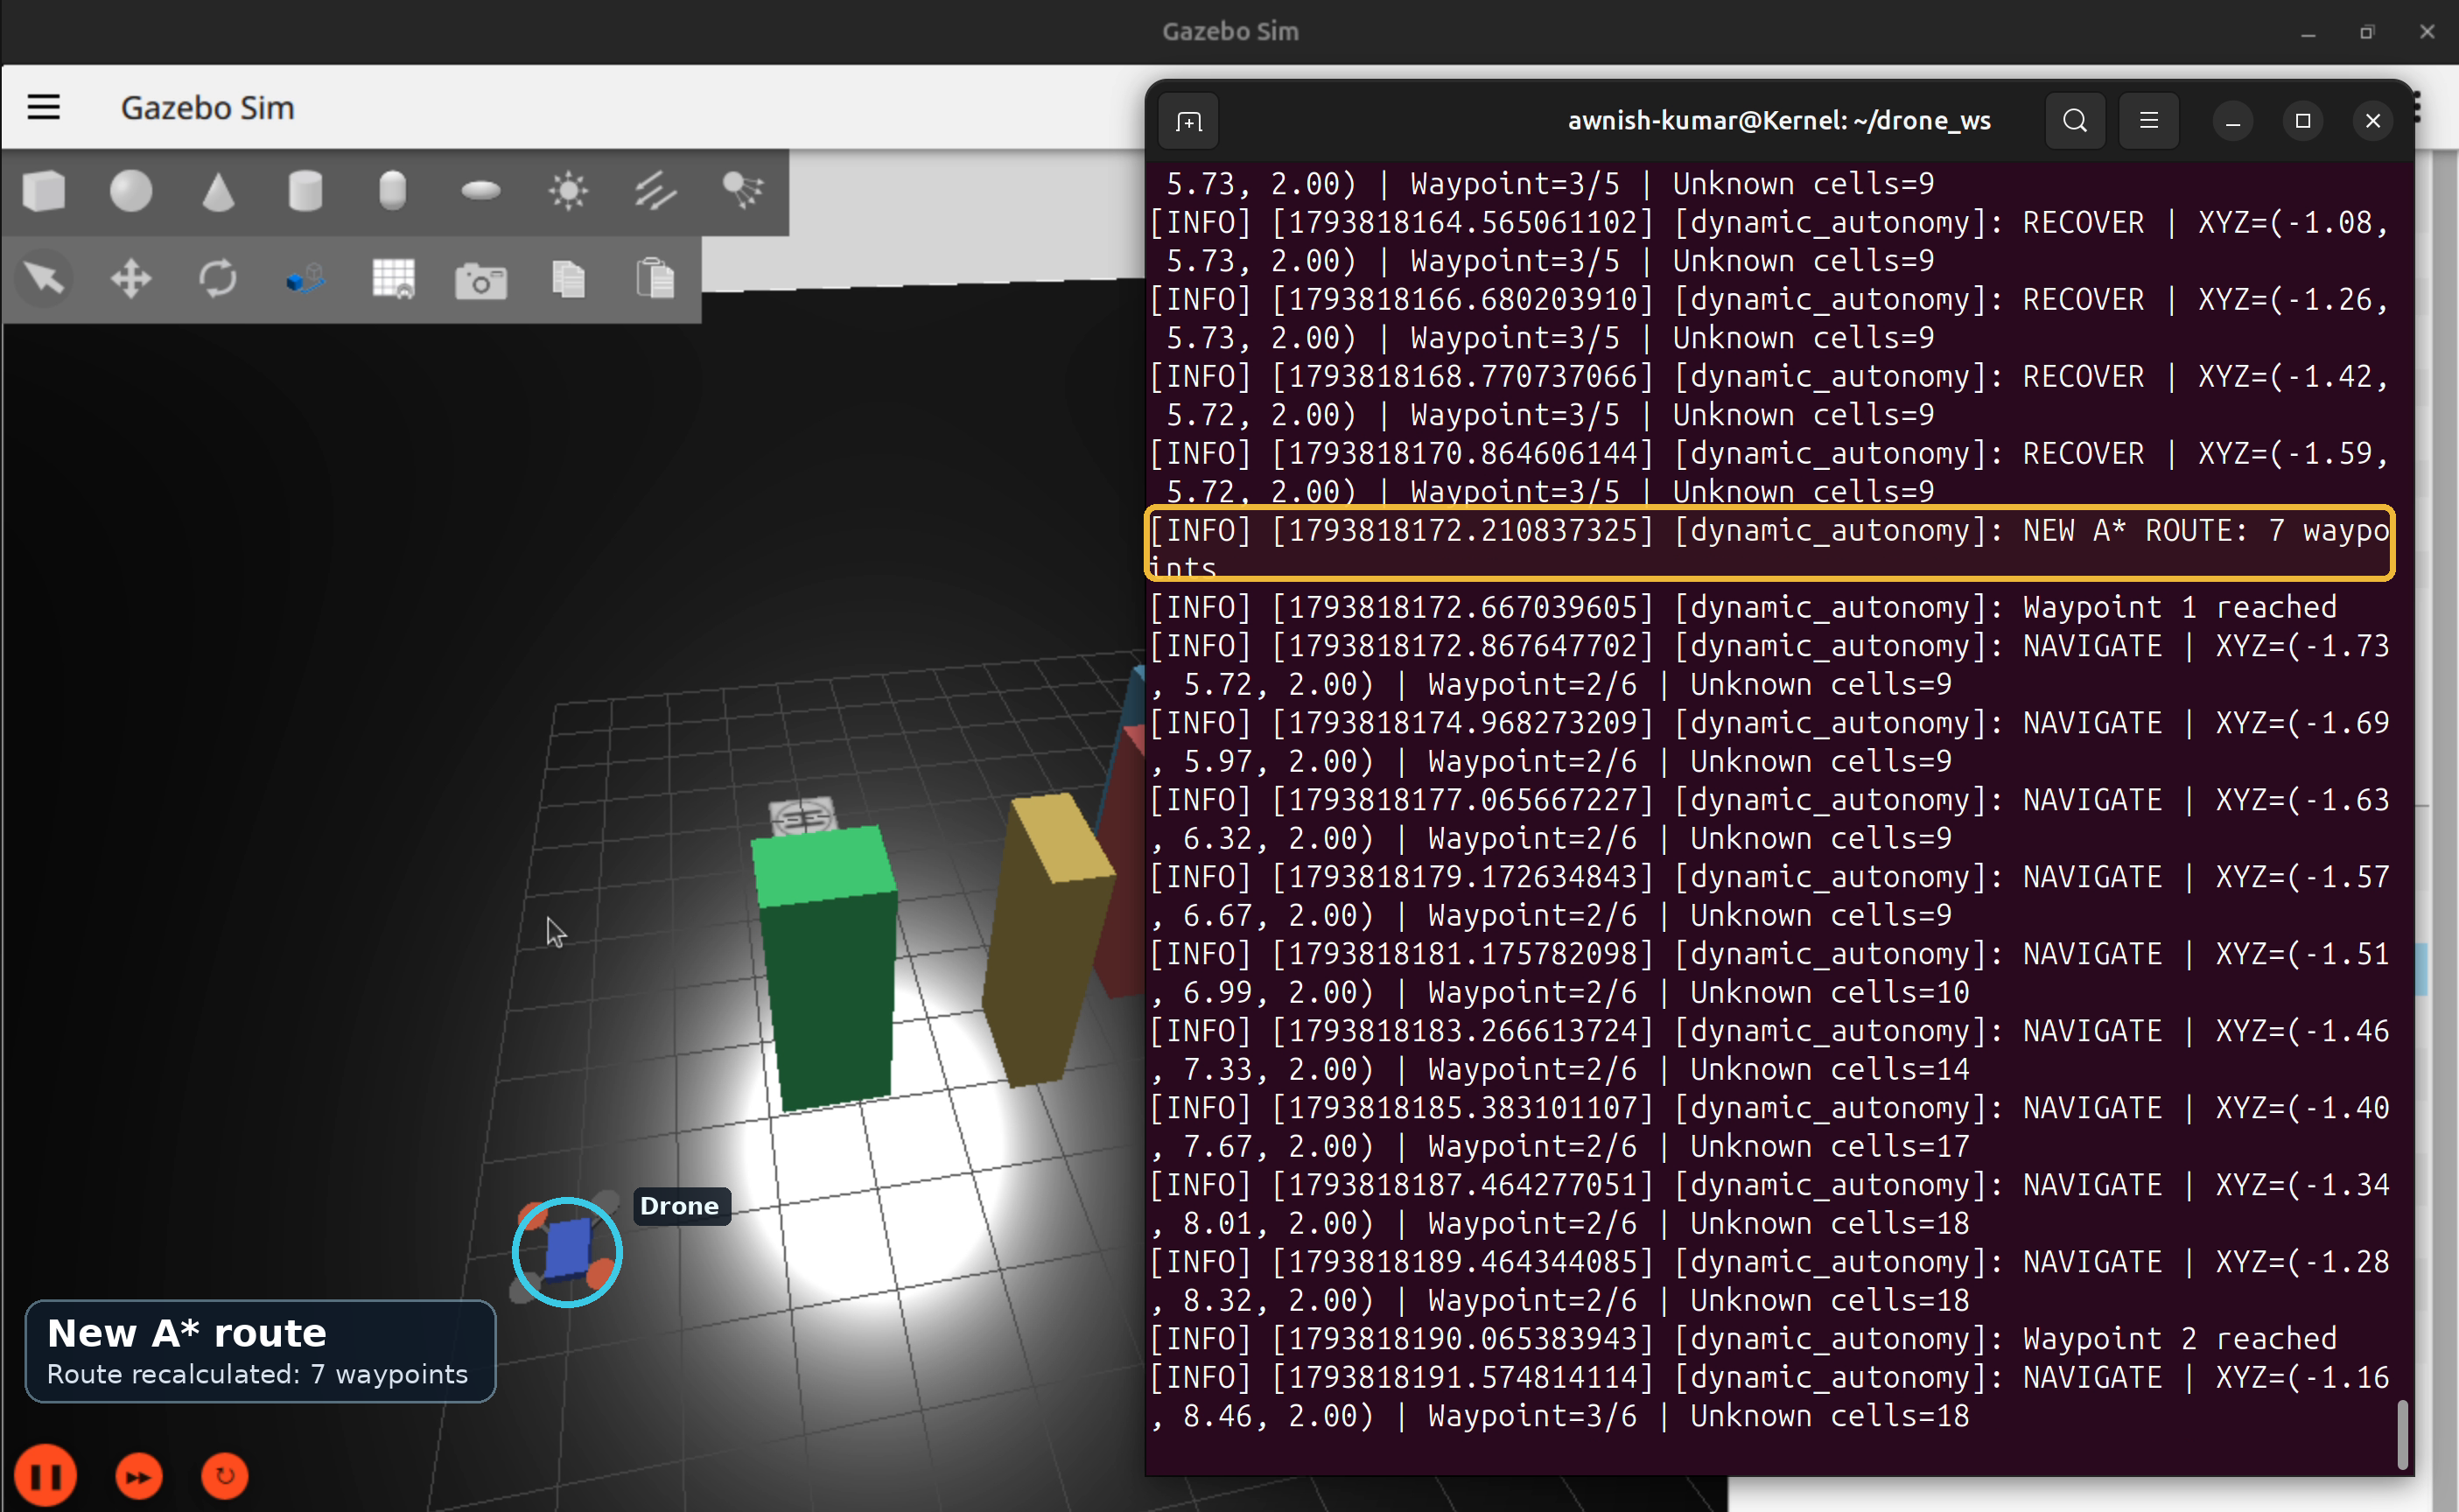 Gazebo Sim
Gazebo Sim
awnish-kumar@Kernel: ~/drone_ws
 5.73, 2.00) | Waypoint=3/5 | Unknown cells=9
[INFO] [1793818164.565061102] [dynamic_autonomy]: RECOVER | XYZ=(-1.08,
 5.73, 2.00) | Waypoint=3/5 | Unknown cells=9
[INFO] [1793818166.680203910] [dynamic_autonomy]: RECOVER | XYZ=(-1.26,
 5.73, 2.00) | Waypoint=3/5 | Unknown cells=9
[INFO] [1793818168.770737066] [dynamic_autonomy]: RECOVER | XYZ=(-1.42,
 5.72, 2.00) | Waypoint=3/5 | Unknown cells=9
[INFO] [1793818170.864606144] [dynamic_autonomy]: RECOVER | XYZ=(-1.59,
 5.72, 2.00) | Waypoint=3/5 | Unknown cells=9
[INFO] [1793818172.210837325] [dynamic_autonomy]: NEW A* ROUTE: 7 waypo
ints
[INFO] [1793818172.667039605] [dynamic_autonomy]: Waypoint 1 reached
[INFO] [1793818172.867647702] [dynamic_autonomy]: NAVIGATE | XYZ=(-1.73
, 5.72, 2.00) | Waypoint=2/6 | Unknown cells=9
[INFO] [1793818174.968273209] [dynamic_autonomy]: NAVIGATE | XYZ=(-1.69
, 5.97, 2.00) | Waypoint=2/6 | Unknown cells=9
[INFO] [1793818177.065667227] [dynamic_autonomy]: NAVIGATE | XYZ=(-1.63
, 6.32, 2.00) | Waypoint=2/6 | Unknown cells=9
[INFO] [1793818179.172634843] [dynamic_autonomy]: NAVIGATE | XYZ=(-1.57
, 6.67, 2.00) | Waypoint=2/6 | Unknown cells=9
[INFO] [1793818181.175782098] [dynamic_autonomy]: NAVIGATE | XYZ=(-1.51
, 6.99, 2.00) | Waypoint=2/6 | Unknown cells=10
[INFO] [1793818183.266613724] [dynamic_autonomy]: NAVIGATE | XYZ=(-1.46
, 7.33, 2.00) | Waypoint=2/6 | Unknown cells=14
[INFO] [1793818185.383101107] [dynamic_autonomy]: NAVIGATE | XYZ=(-1.40
, 7.67, 2.00) | Waypoint=2/6 | Unknown cells=17
[INFO] [1793818187.464277051] [dynamic_autonomy]: NAVIGATE | XYZ=(-1.34
, 8.01, 2.00) | Waypoint=2/6 | Unknown cells=18
[INFO] [1793818189.464344085] [dynamic_autonomy]: NAVIGATE | XYZ=(-1.28
, 8.32, 2.00) | Waypoint=2/6 | Unknown cells=18
[INFO] [1793818190.065383943] [dynamic_autonomy]: Waypoint 2 reached
[INFO] [1793818191.574814114] [dynamic_autonomy]: NAVIGATE | XYZ=(-1.16
, 8.46, 2.00) | Waypoint=3/6 | Unknown cells=18
Drone
New A* route
Route recalculated: 7 waypoints